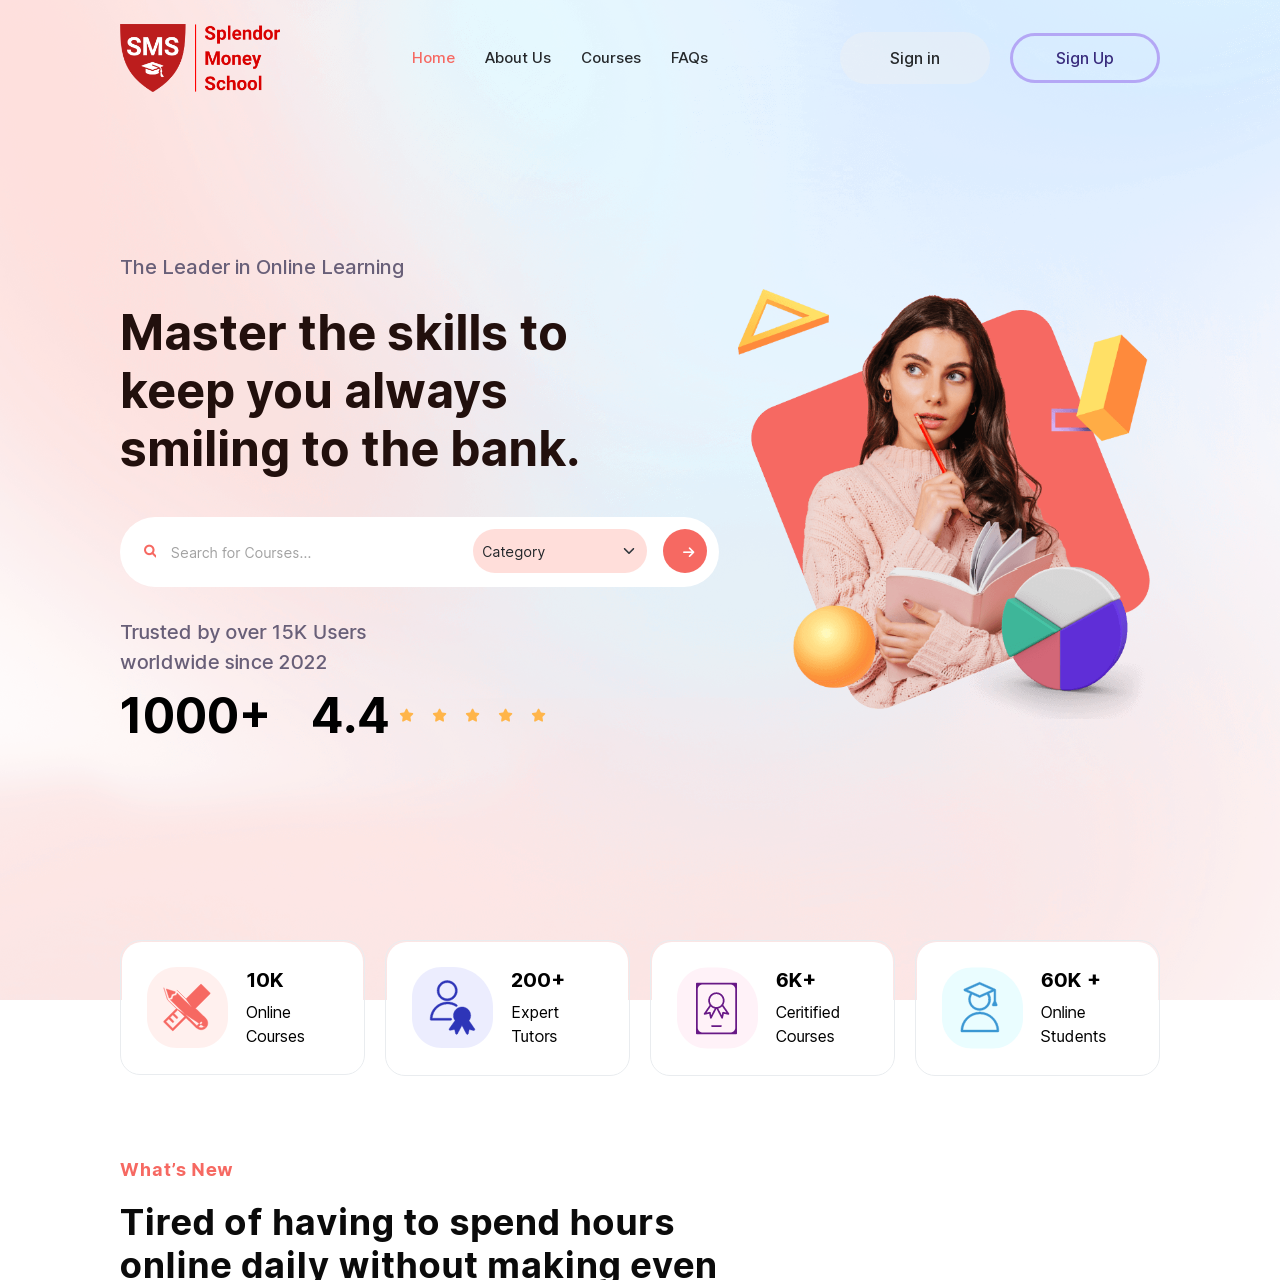 SMS
Splendor
Money
School
Home
About Us
Courses
FAQs
Sign in
Sign Up
The Leader in Online Learning
Master the skills to
keep you always
smiling to the bank.
Search for Courses...
Category
Trusted by over 15K Users
worldwide since 2022
1000+
4.4
10K
Online
Courses
200+
Expert
Tutors
6K+
Ceritified
Courses
60K +
Online
Students
What's New
Tired of having to spend hours
online daily without making even